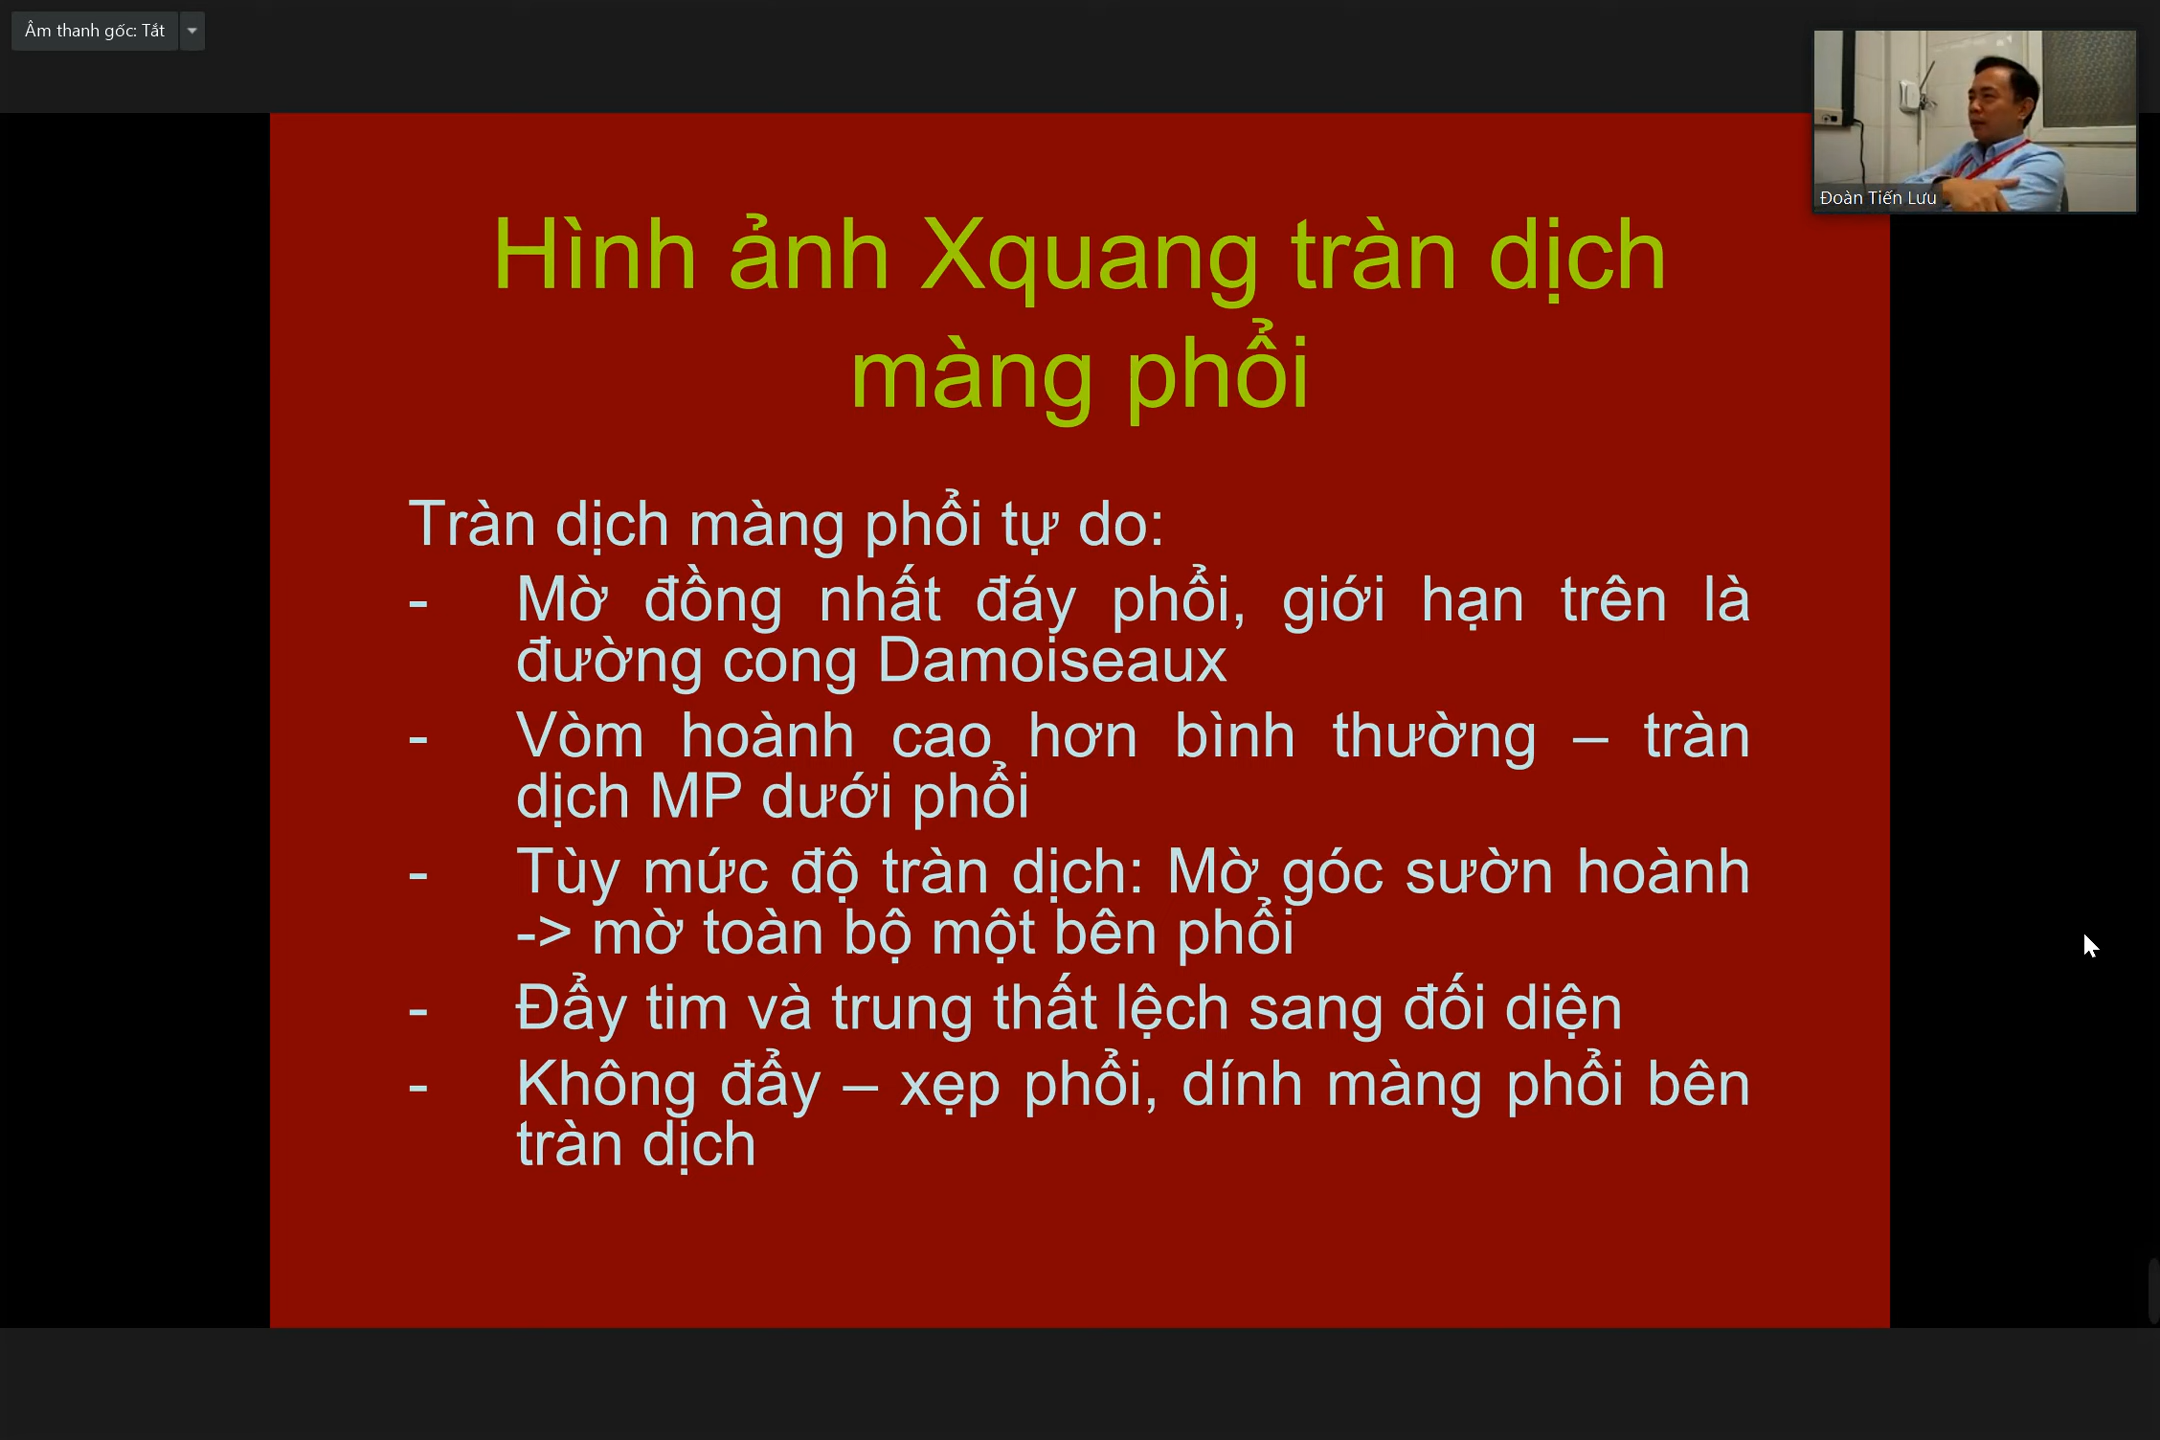 Âm thanh gốc: Tắt
Đoàn Tiến Lưu
Hình ảnh Xquang tràn dịch
màng phổi
Tràn dịch màng phổi tự do:
- Mờ đồng nhất đáy phổi, giới hạn trên là
đường cong Damoiseaux
- Vòm hoành cao hơn bình thường – tràn
dịch MP dưới phổi
- Tùy mức độ tràn dịch: Mờ góc sườn hoành
-> mờ toàn bộ một bên phổi
- Đẩy tim và trung thất lệch sang đối diện
- Không đẩy – xẹp phổi, dính màng phổi bên
tràn dịch